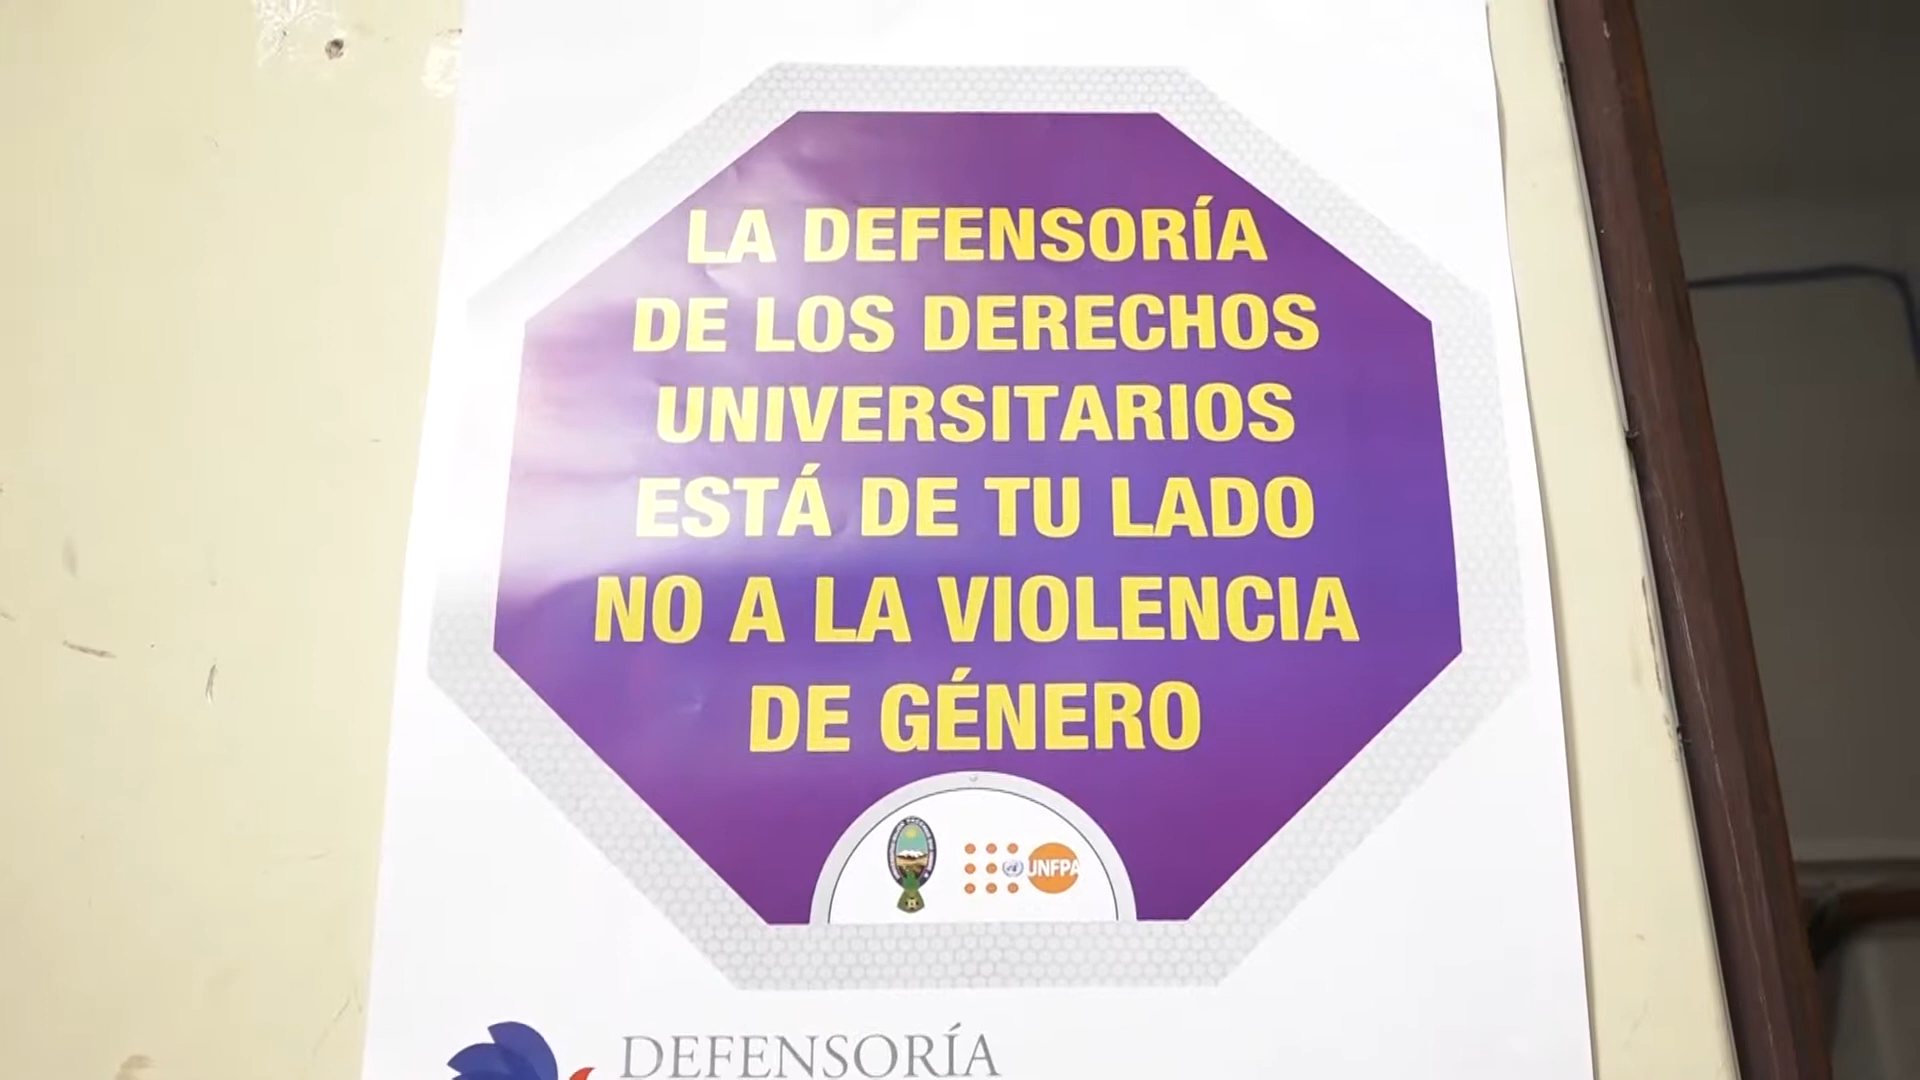 LA DEFENSORÍA
DE LOS DERECHOS
UNIVERSITARIOS
ESTÁ DE TU LADO
NO A LA VIOLENCIA
DE GÉNERO
UNFPA
DEFENSORÍA